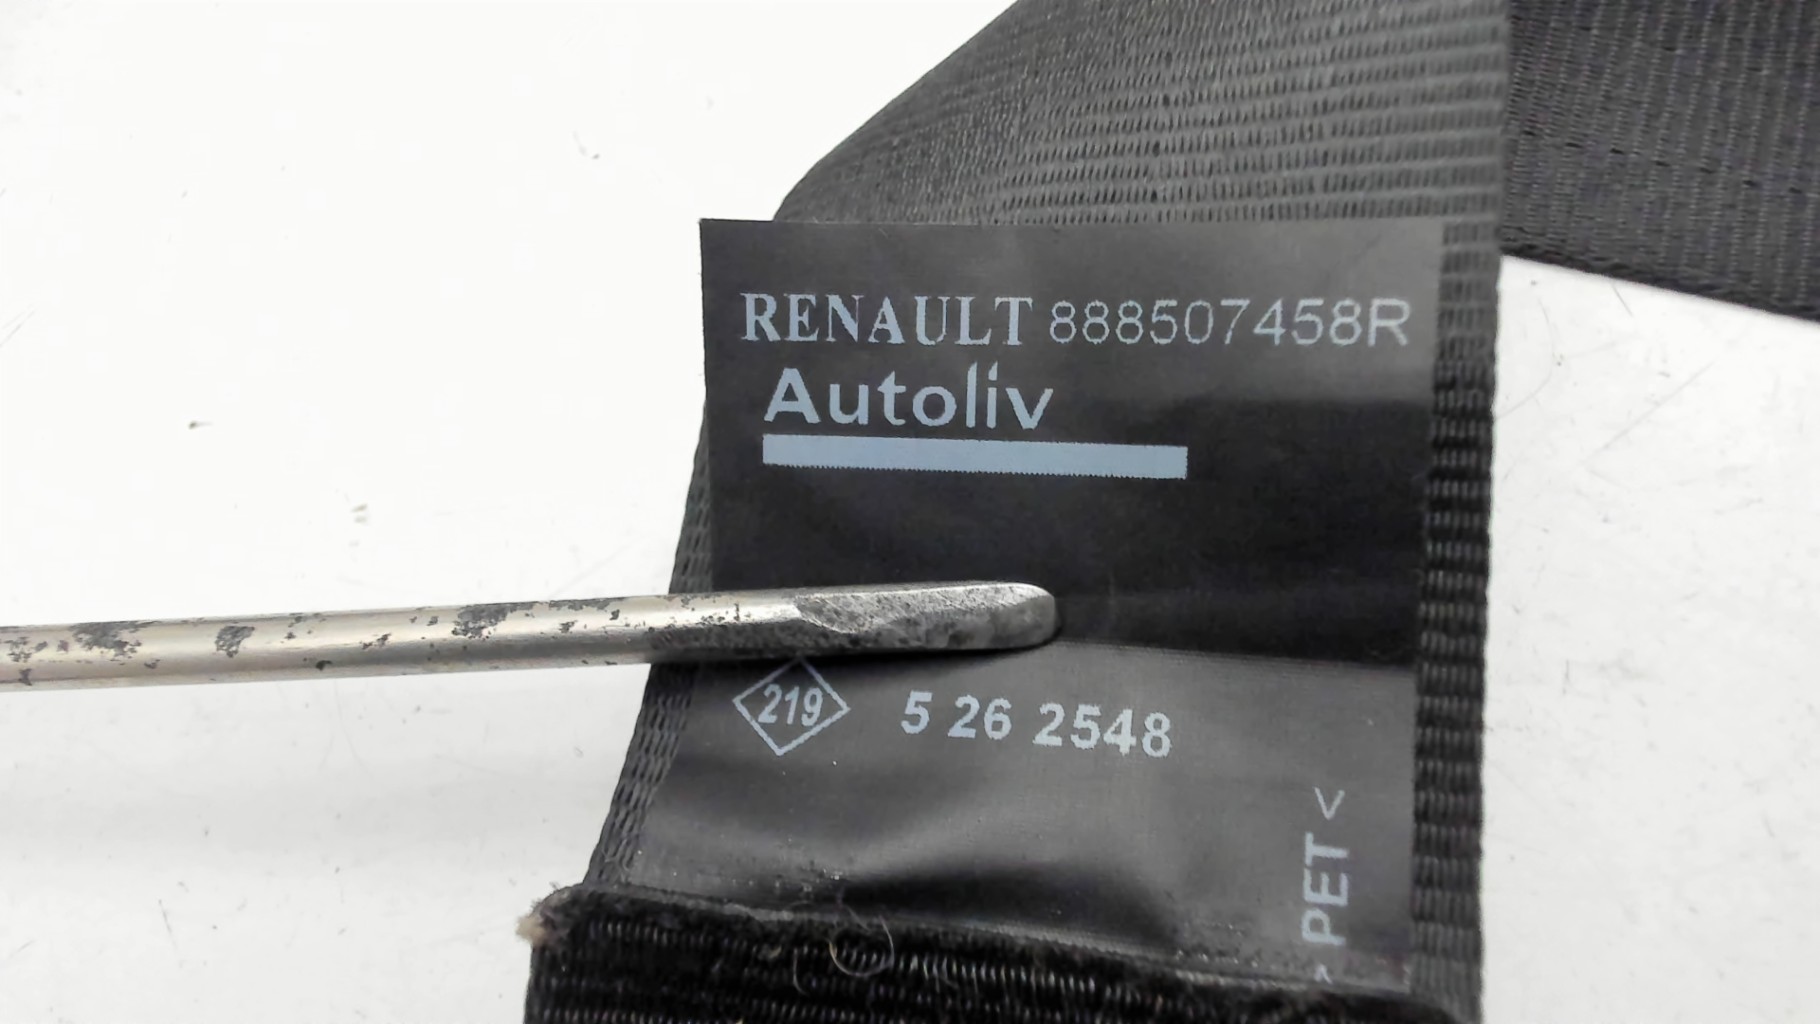 RENAULT 888507458R
Autoliv
219 5 26 2548
> PET <